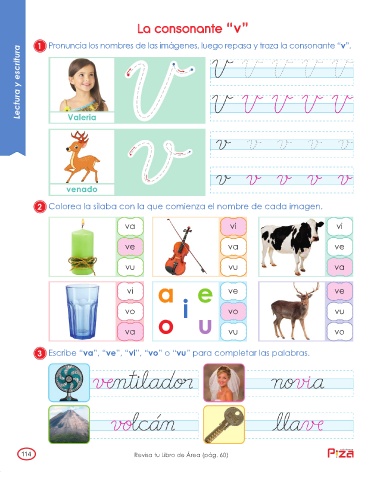 La consonante “v”
Lectura y escritura
1 Pronuncia los nombres de las imágenes, luego repasa y traza la consonante “v”.
Valeria
V
V V V V V V
V V V V V V
venado
v
v v v v v v
v v v v v
2 Colorea la sílaba con la que comienza el nombre de cada imagen.
va
ve
vu
vi
va
vu
vi
ve
va
vi
vo
va
a e
i
o u
ve
vo
vu
ve
vu
vo
3 Escribe “va”, “ve”, “vi”, “vo” o “vu” para completar las palabras.
ventilador
novia
volcán
llave
114
Revisa tu Libro de Área (pág. 60)
Piza